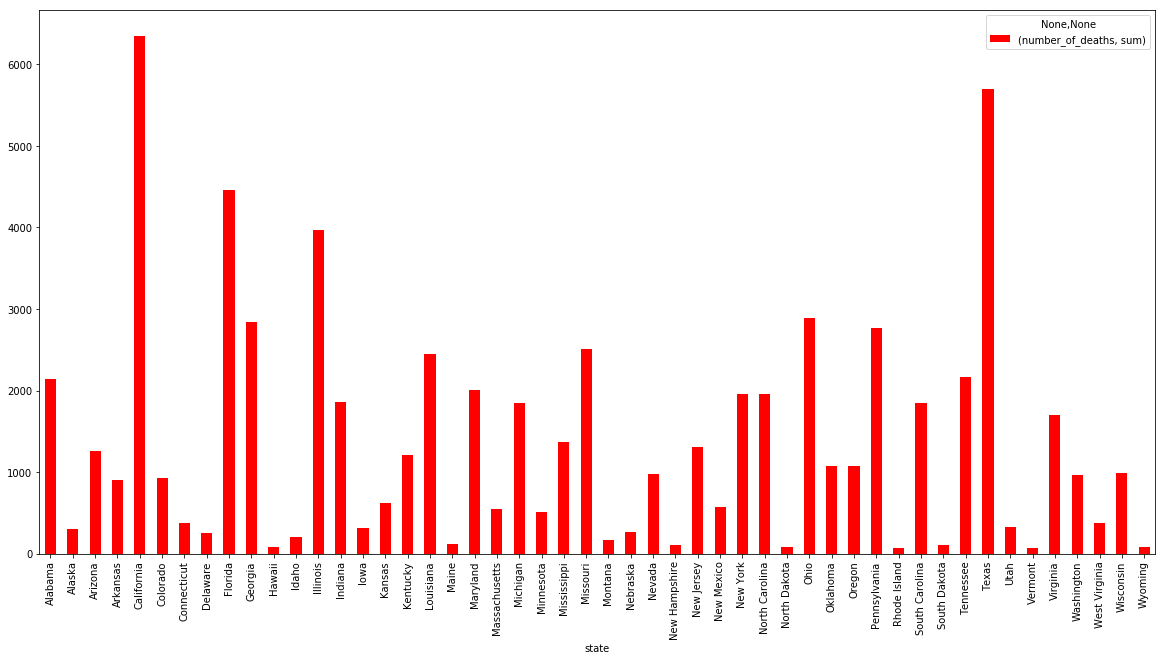 None,None
(number_of_deaths, sum)
6000
5000
4000
3000
2000
1000
0
Alabama
Alaska
Arizona
Arkansas
California
Colorado
Connecticut
Delaware
Florida
Georgia
Hawaii
Idaho
Illinois
Indiana
Iowa
Kansas
Kentucky
Louisiana
Maine
Maryland
Massachusetts
Michigan
Minnesota
Mississippi
Missouri
Montana
Nebraska
Nevada
New Hampshire
New Jersey
New Mexico
New York
North Carolina
North Dakota
Ohio
Oklahoma
Oregon
Pennsylvania
Rhode Island
South Carolina
South Dakota
Tennessee
Texas
Utah
Vermont
Virginia
Washington
West Virginia
Wisconsin
Wyoming
state